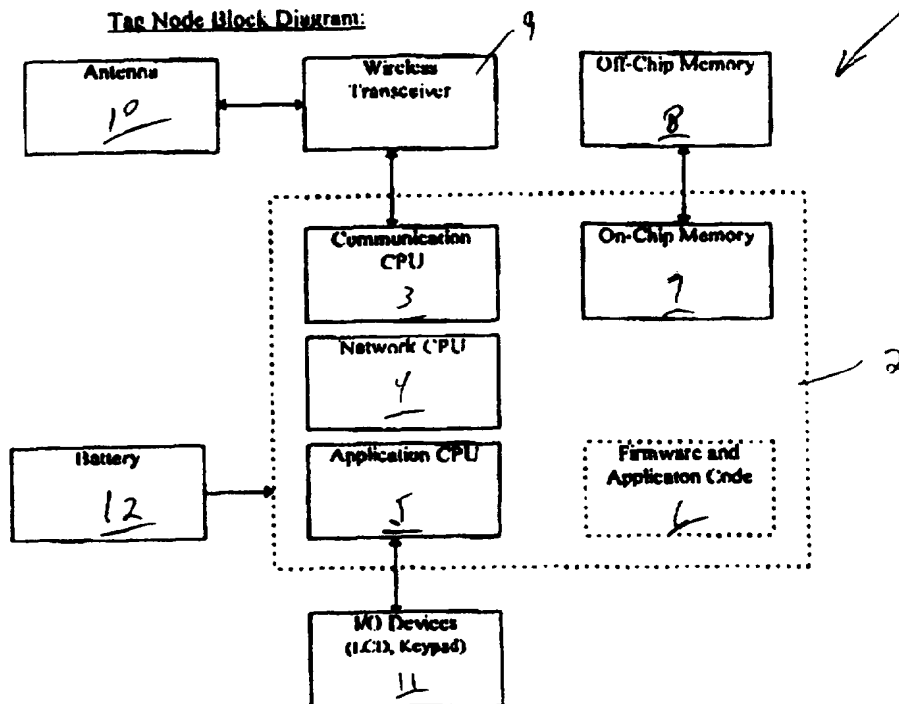 Tag Node Block Diagram:
9
Antenna
10
Wireless
Transceiver
Off-Chip Memory
8
Communication
CPU
3
On-Chip Memory
7
Network CPU
4
2
Battery
12
Application CPU
5
Firmware and
Applicaton Code
6
I/O Devices
(LCD, Keypad)
11